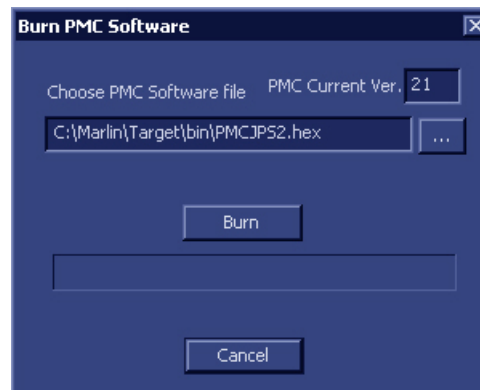 Burn PMC Software
Choose PMC Software file
PMC Current Ver. 21
C:\Marlin\Target\bin\PMCJPS2.hex
...
Burn
Cancel